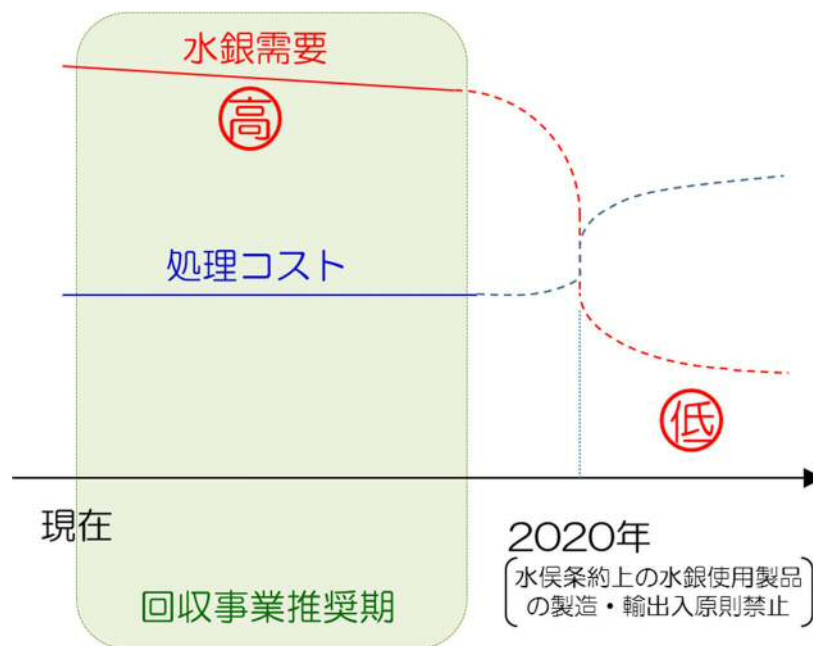 水銀需要
高
処理コスト
低
現在
2020年
水俣条約上の水銀使用製品
の製造・輸出入原則禁止
回収事業推奨期